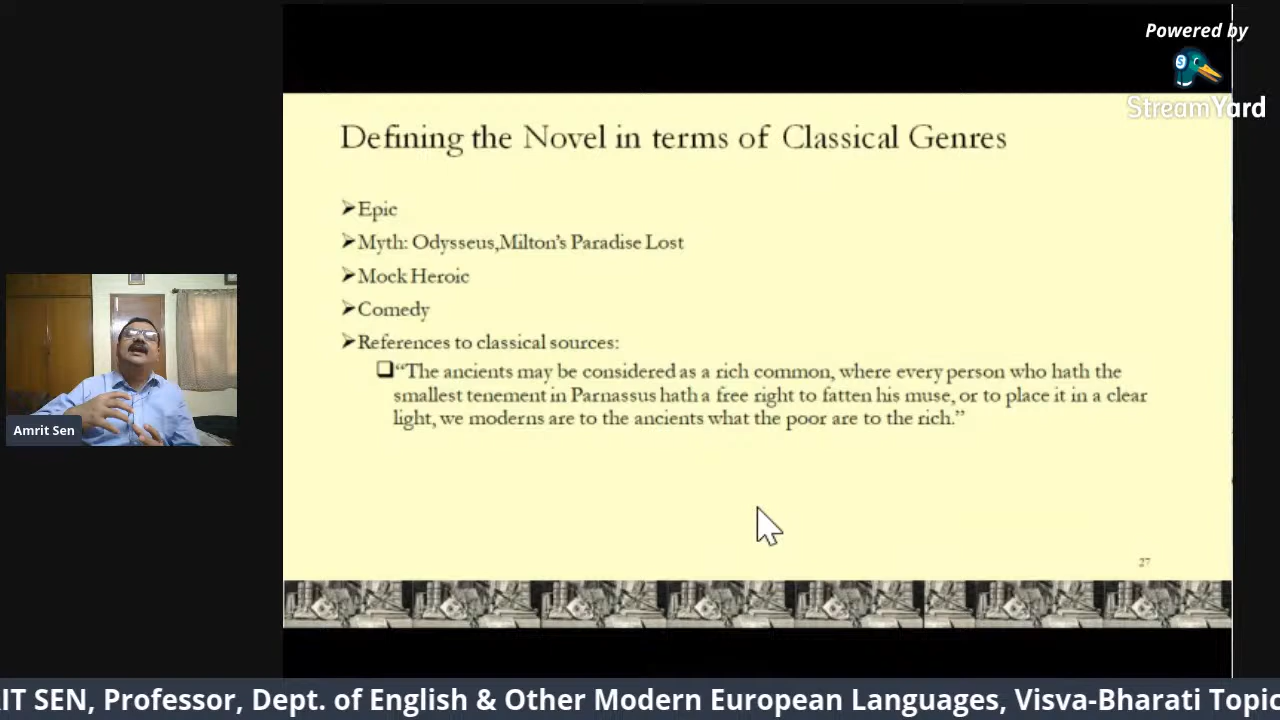 Powered by
StreamYard
Defining the Novel in terms of Classical Genres
➤Epic
➤Myth: Odysseus,Milton's Paradise Lost
➤Mock Heroic
➤Comedy
➤References to classical sources:
❑“The ancients may be considered as a rich common, where every person who hath the
smallest tenement in Parnassus hath a free right to fatten his muse, or to place it in a clear
light, we moderns are to the ancients what the poor are to the rich.”
27
Amrit Sen
IT SEN, Professor, Dept. of English & Other Modern European Languages, Visva-Bharati Topic